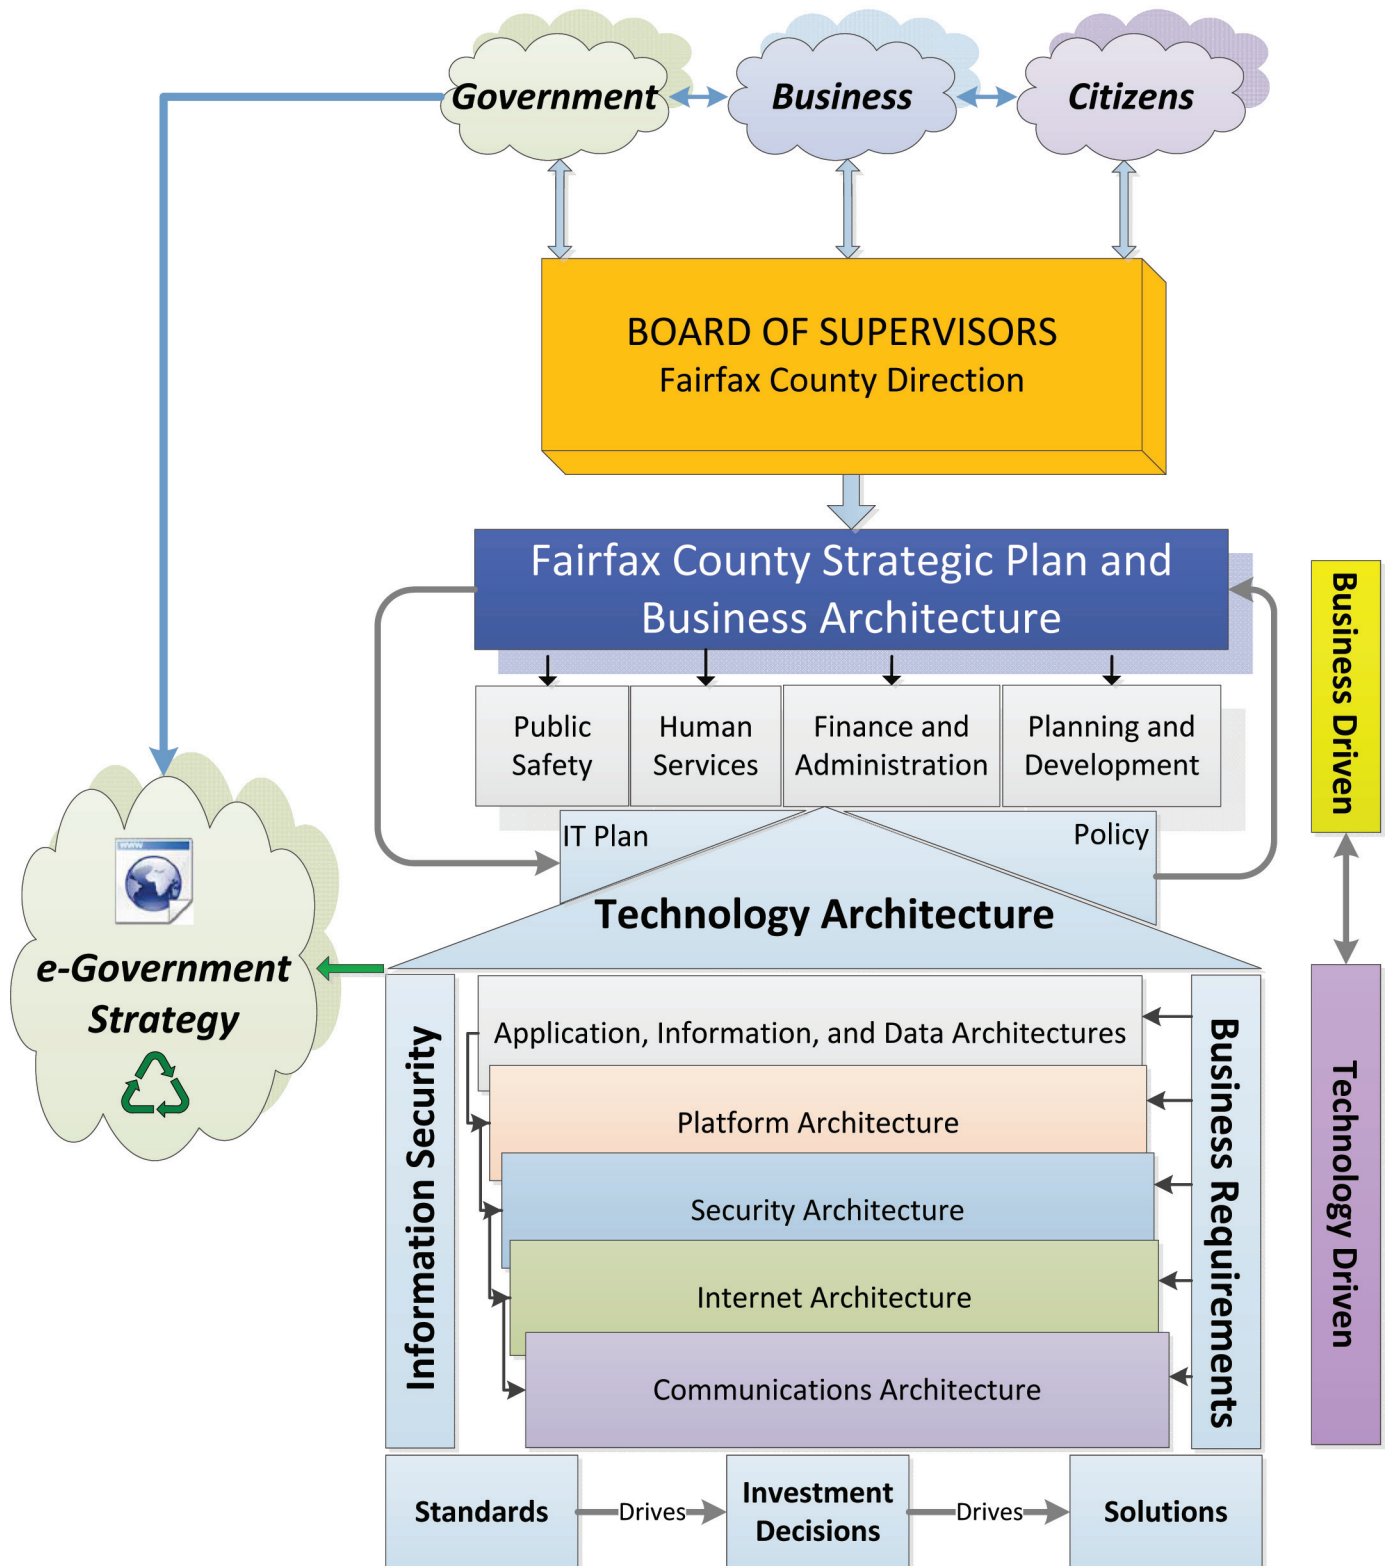 Government
Business
Citizens
BOARD OF SUPERVISORS
Fairfax County Direction
Fairfax County Strategic Plan and
Business Architecture
Public
Safety
Human
Services
Finance and
Administration
Planning and
Development
Business Driven
IT Plan
Policy
Technology Architecture
www
e-Government
Strategy
Information Security
Application, Information, and Data Architectures
Platform Architecture
Security Architecture
Internet Architecture
Communications Architecture
Business Requirements
Technology Driven
Standards
Drives
Investment
Decisions
Drives
Solutions